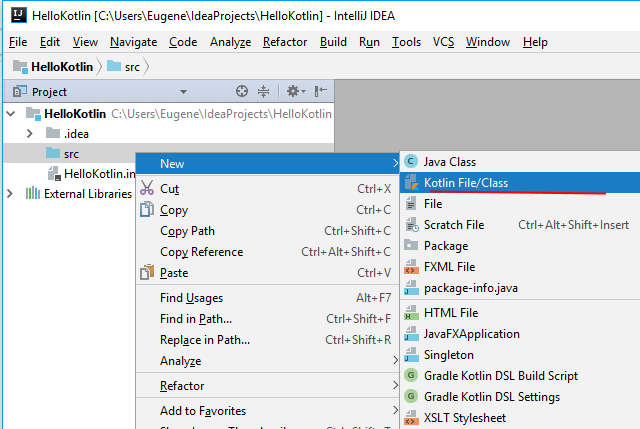 HelloKotlin [C:\Users\Eugene\IdeaProjects\HelloKotlin] - IntelliJ IDEA
File Edit View Navigate Code Analyze Refactor Build Run Tools VCS Window Help
HelloKotlin src
Project
HelloKotlin C:\Users\Eugene\IdeaProjects\HelloKotlin
.idea
src
HelloKotlin.im
External Libraries
New
Cut Ctrl+X
Copy Ctrl+C
Copy Path Ctrl+Shift+C
Copy Reference Ctrl+Alt+Shift+C
Paste Ctrl+V
Find Usages Alt+F7
Find in Path... Ctrl+Shift+F
Replace in Path... Ctrl+Shift+R
Analyze
Refactor
Add to Favorites
Java Class
Kotlin File/Class
File
Scratch File Ctrl+Alt+Shift+Insert
Package
FXML File
package-info.java
HTML File
JavaFXApplication
Singleton
Gradle Kotlin DSL Build Script
Gradle Kotlin DSL Settings
XSLT Stylesheet